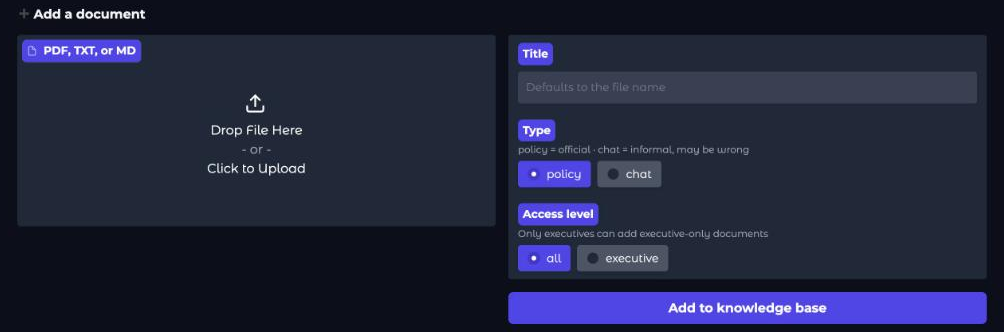 + Add a document
PDF, TXT, or MD
Drop File Here
- or -
Click to Upload
Title
Defaults to the file name
Type
policy = official · chat = informal, may be wrong
policy
chat
Access level
Only executives can add executive-only documents
all
executive
Add to knowledge base